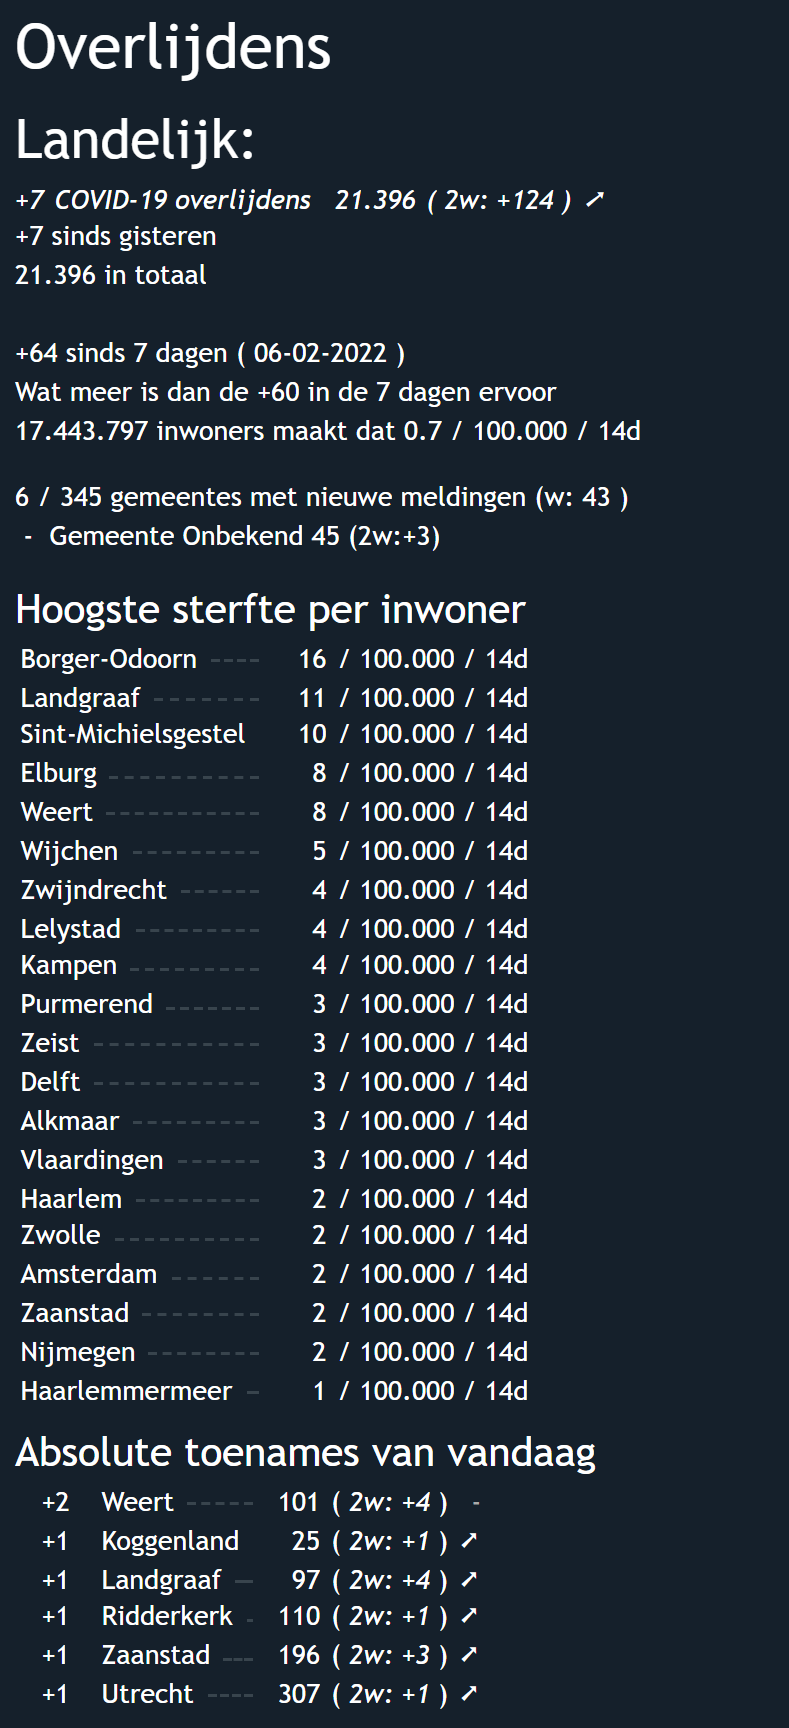 Overlijdens
Landelijk:
+7 COVID-19 overlijdens 21.396 ( 2w: +124 ) ➚
+7 sinds gisteren
21.396 in totaal
+64 sinds 7 dagen ( 06-02-2022 )
Wat meer is dan de +60 in de 7 dagen ervoor
17.443.797 inwoners maakt dat 0.7 / 100.000 / 14d
6 / 345 gemeentes met nieuwe meldingen (w: 43 )
- Gemeente Onbekend 45 (2w:+3)
Hoogste sterfte per inwoner
Borger-Odoorn ---- 16 / 100.000 / 14d
Landgraaf ------- 11 / 100.000 / 14d
Sint-Michielsgestel 10 / 100.000 / 14d
Elburg ---------- 8 / 100.000 / 14d
Weert ----------- 8 / 100.000 / 14d
Wijchen --------- 5 / 100.000 / 14d
Zwijndrecht ------ 4 / 100.000 / 14d
Lelystad --------- 4 / 100.000 / 14d
Kampen --------- 4 / 100.000 / 14d
Purmerend ------- 3 / 100.000 / 14d
Zeist ------------ 3 / 100.000 / 14d
Delft ------------ 3 / 100.000 / 14d
Alkmaar --------- 3 / 100.000 / 14d
Vlaardingen ------ 3 / 100.000 / 14d
Haarlem --------- 2 / 100.000 / 14d
Zwolle ---------- 2 / 100.000 / 14d
Amsterdam ------ 2 / 100.000 / 14d
Zaanstad -------- 2 / 100.000 / 14d
Nijmegen -------- 2 / 100.000 / 14d
Haarlemmermeer - 1 / 100.000 / 14d
Absolute toenames van vandaag
+2 Weert ----- 101 ( 2w: +4 ) -
+1 Koggenland 25 ( 2w: +1 ) ➚
+1 Landgraaf -- 97 ( 2w: +4 ) ➚
+1 Ridderkerk - 110 ( 2w: +1 ) ➚
+1 Zaanstad --- 196 ( 2w: +3 ) ➚
+1 Utrecht ---- 307 ( 2w: +1 ) ➚